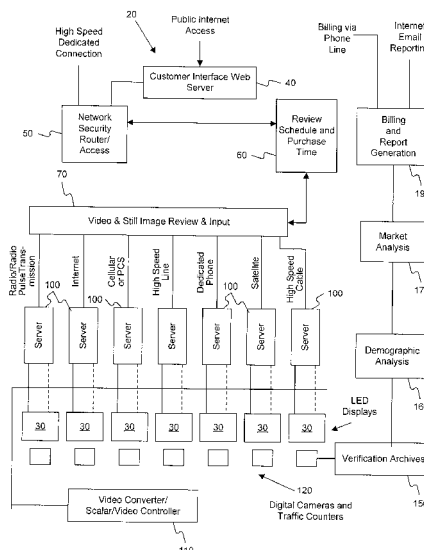 High Speed
Dedicated
Connection
20
Public internet
Access
Billing via
Phone
Line
Internet
Email
Reporting
Customer Interface Web
Server
40
50
Network
Security
Router/
Access
Review
Schedule and
Purchase
Time
60
Billing
and
Report
Generation
70
Video & Still Image Review & Input
Market Analysis
Radio/Radio
PulseTrans-
mission
Internet
Cellular
or PCS
High Speed
Line
Dedicated
Phone
Satellite
High Speed
Cable
100
100
100
100
Server
Server
Server
Server
Server
Server
Server
Demographic
Analysis
LED
Displays
30
30
30
30
30
30
30
Verification Archives
120
Digital Cameras and
Traffic Counters
Video Converter/
Scalar/Video Controller